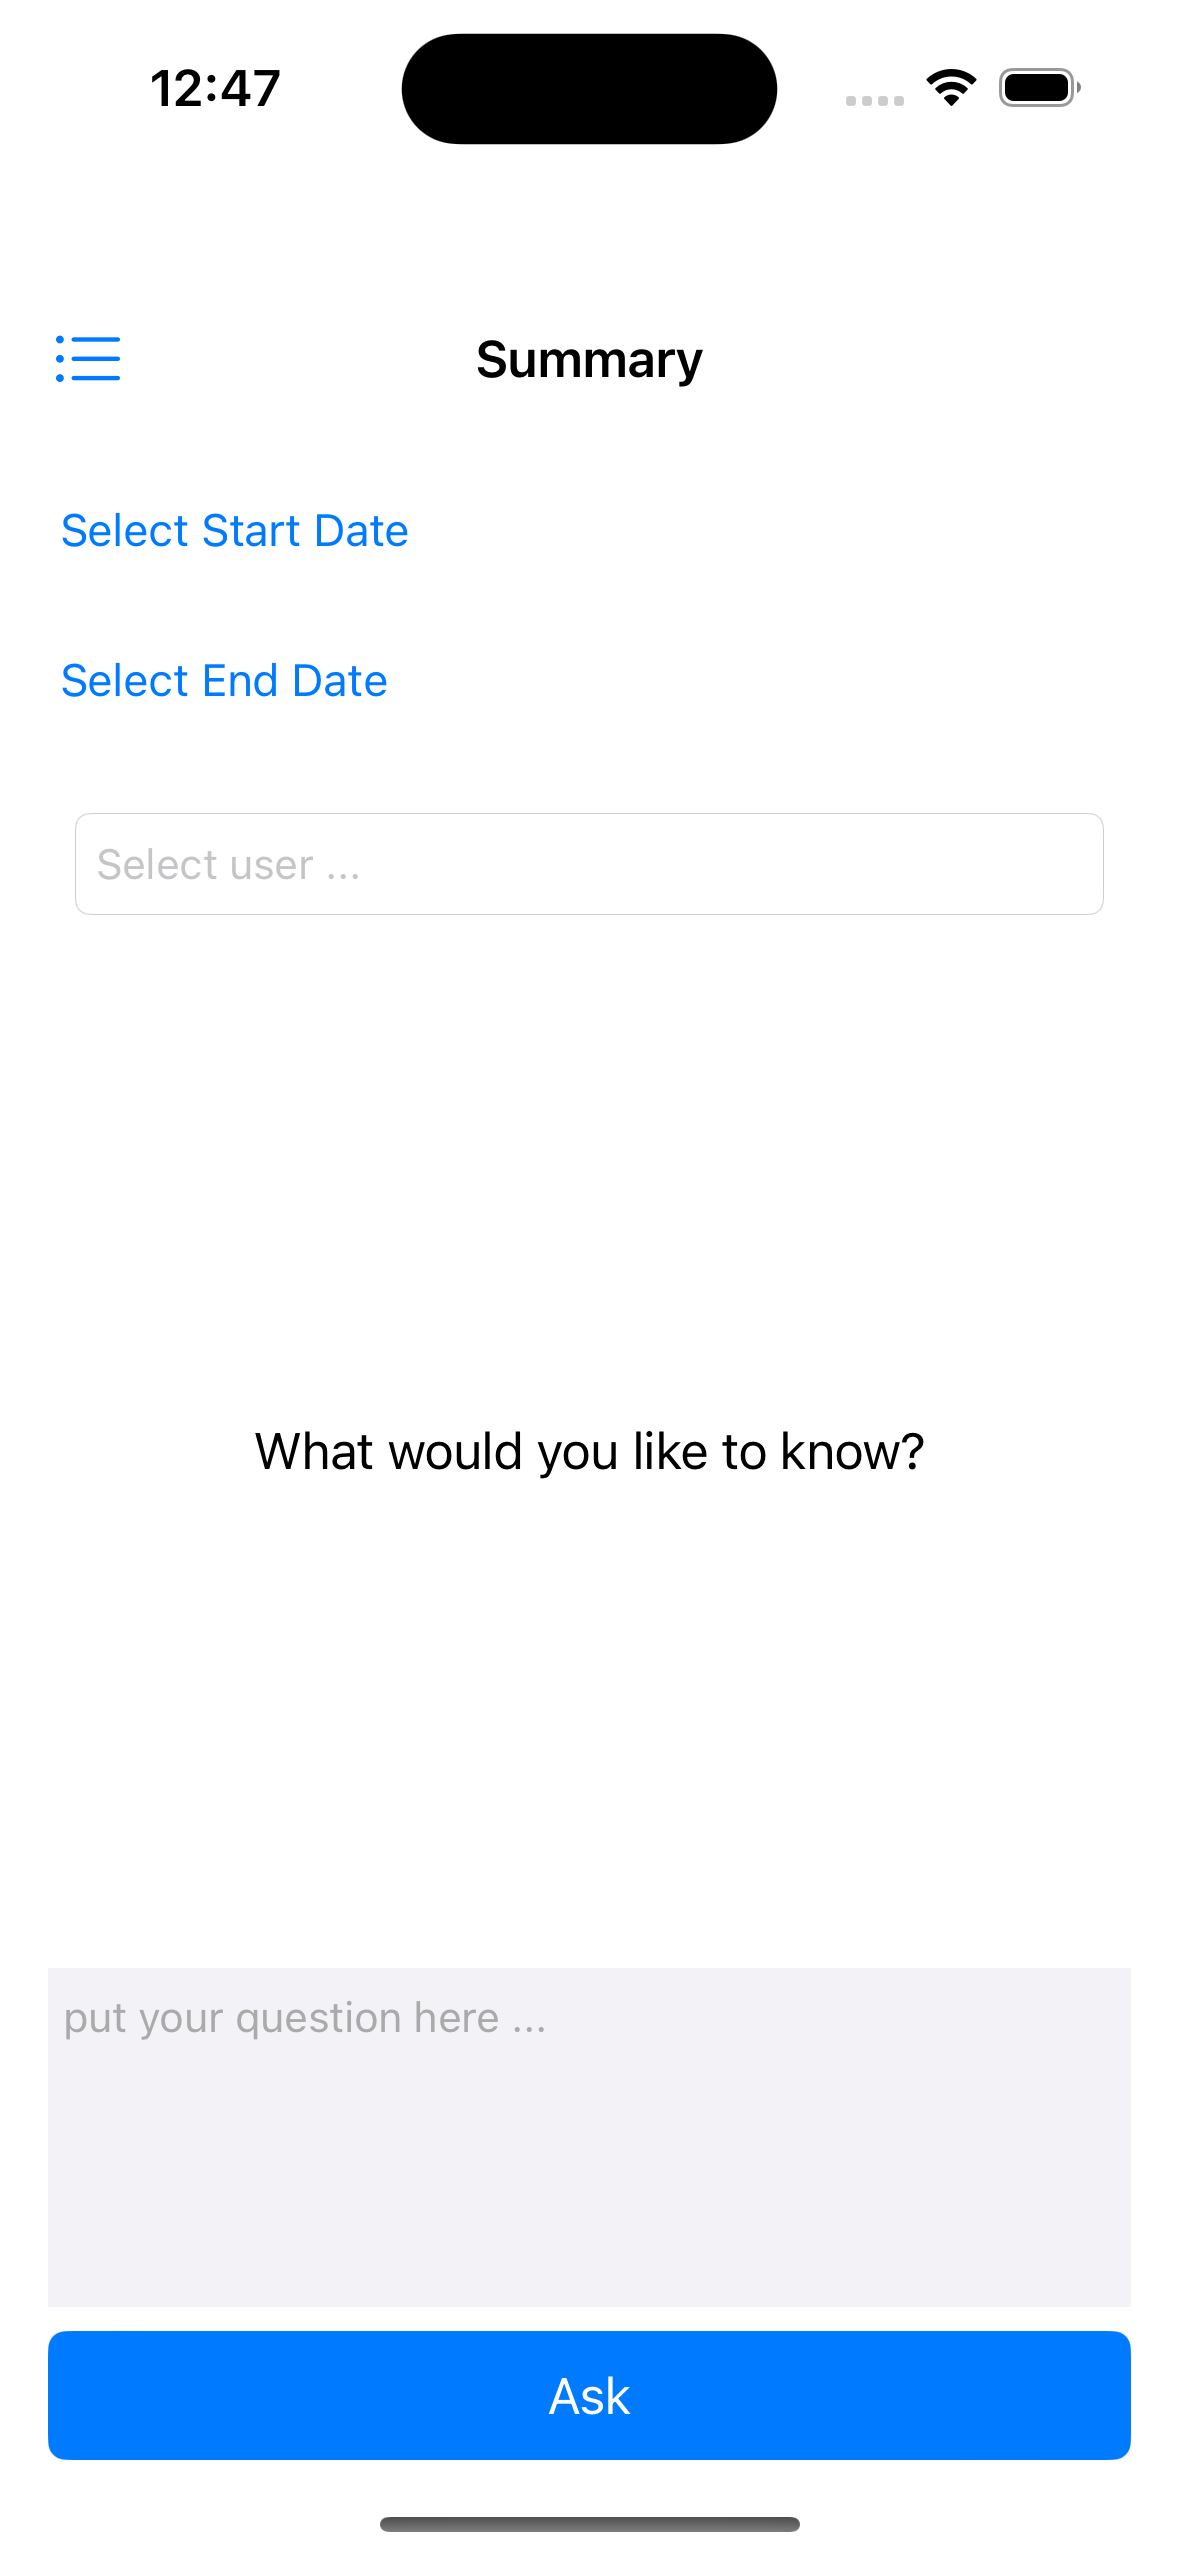 12:47
Summary
Select Start Date
Select End Date
Select user ...
What would you like to know?
put your question here ...
Ask